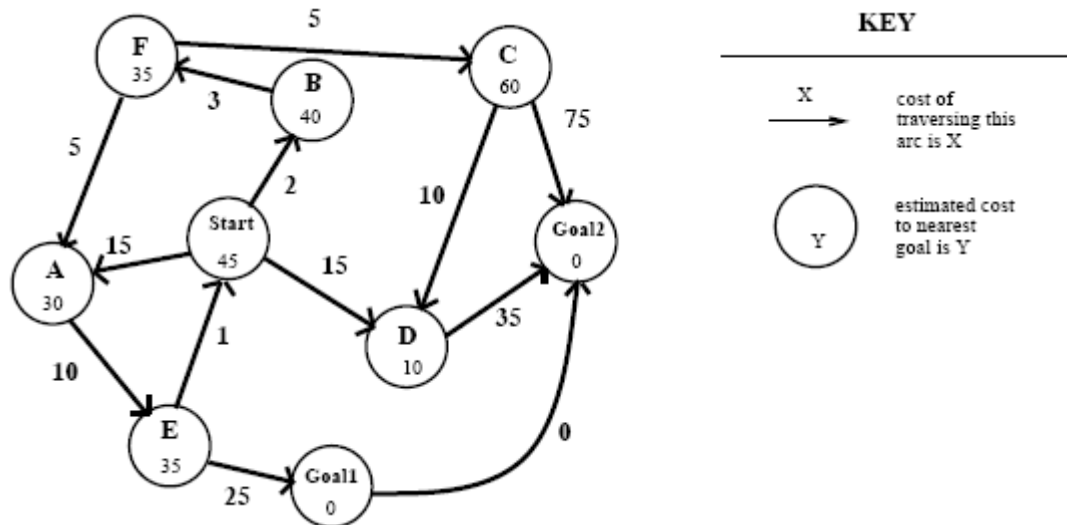 5
F
35
B
40
C
60
3
75
5
2
10
Start
45
15
A
30
15
Goal2
0
D
10
35
1
10
E
35
25
Goal1
0
0
KEY
X
cost of
traversing this
arc is X
Y
estimated cost
to nearest
goal is Y